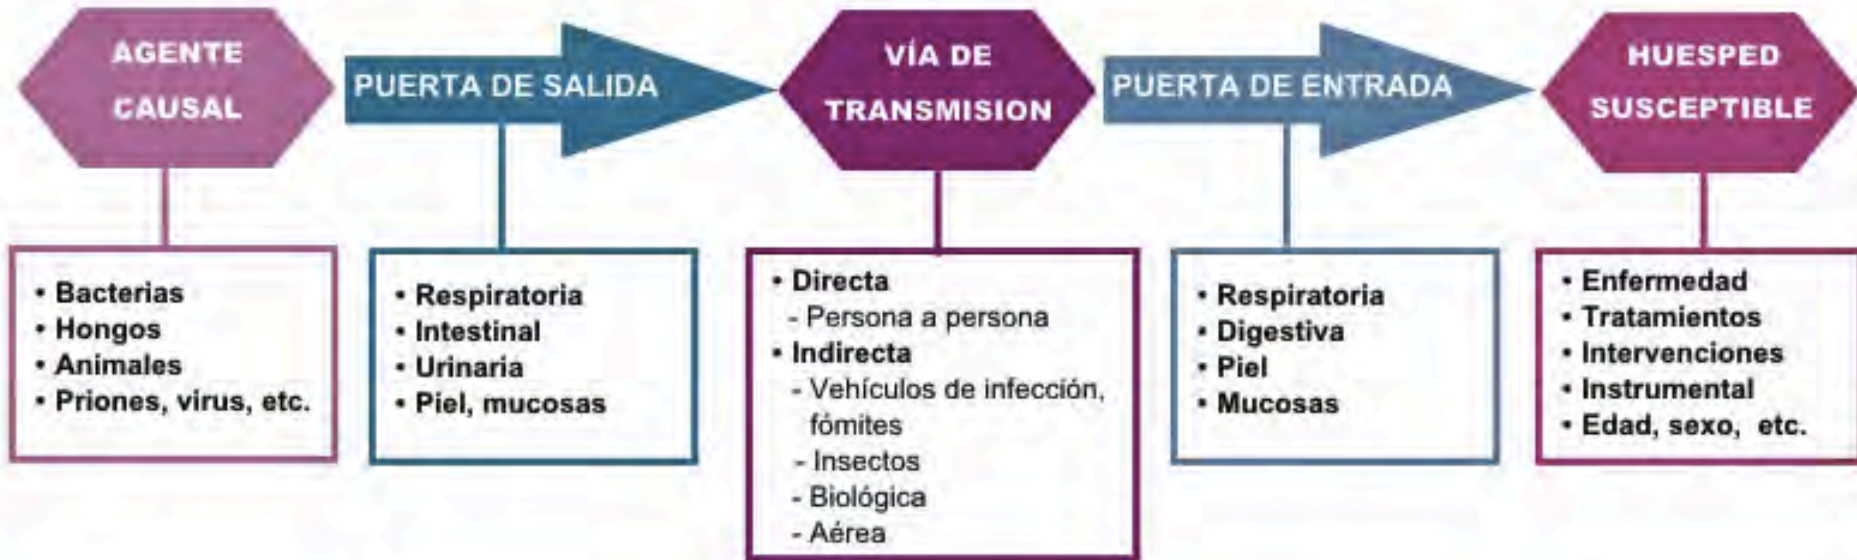 AGENTE
CAUSAL
PUERTA DE SALIDA
VÍA DE
TRANSMISION
PUERTA DE ENTRADA
HUESPED
SUSCEPTIBLE
• Bacterias
• Hongos
• Animales
• Priones, virus, etc.
• Respiratoria
• Intestinal
• Urinaria
• Piel, mucosas
• Directa
- Persona a persona
• Indirecta
- Vehículos de infección,
fómites
- Insectos
- Biológica
- Aérea
• Respiratoria
• Digestiva
• Piel
• Mucosas
• Enfermedad
• Tratamientos
• Intervenciones
• Instrumental
• Edad, sexo, etc.